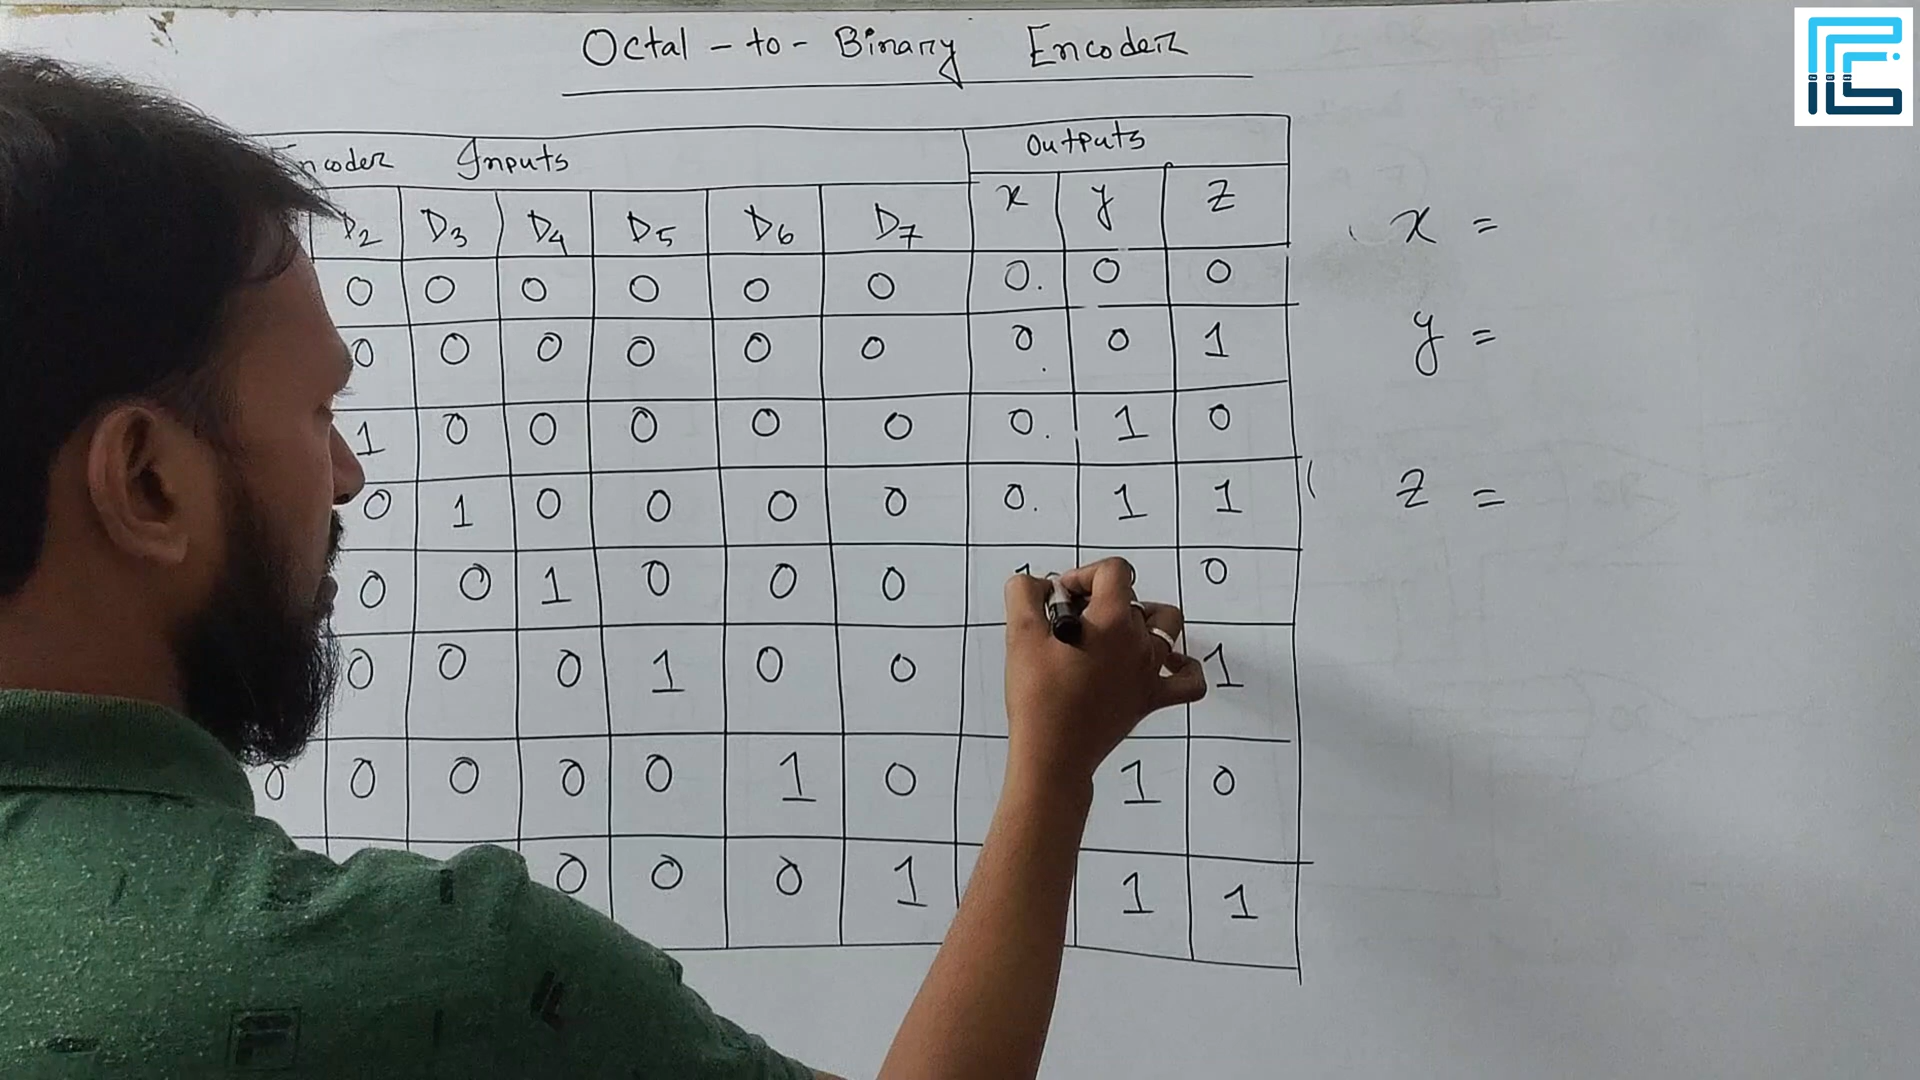 Octal-to-Binary Encoder
ncoder Inputs Outputs
D2 D3 D4 D5 D6 D7 x y z
0 0 0 0 0 0 0. 0 0
0 0 0 0 0 0 0 0 1
1 0 0 0 0 0 0. 1 0
0 1 0 0 0 0 0. 1 1
0 0 1 0 0 0 1 0
0 0 0 1 0 0 1
0 0 0 0 0 1 0 1 0
0 0 0 1 1 1
x =
y =
z =